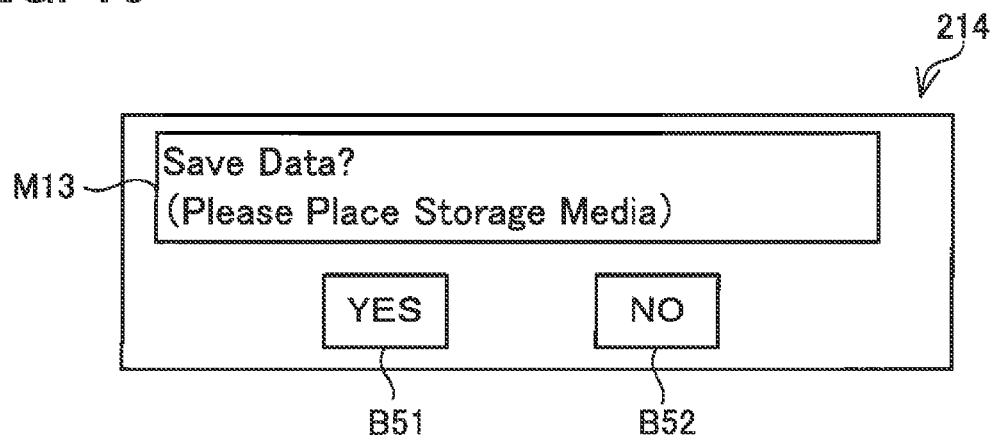 214
M13
Save Data?
(Please Place Storage Media)
YES
NO
B51
B52